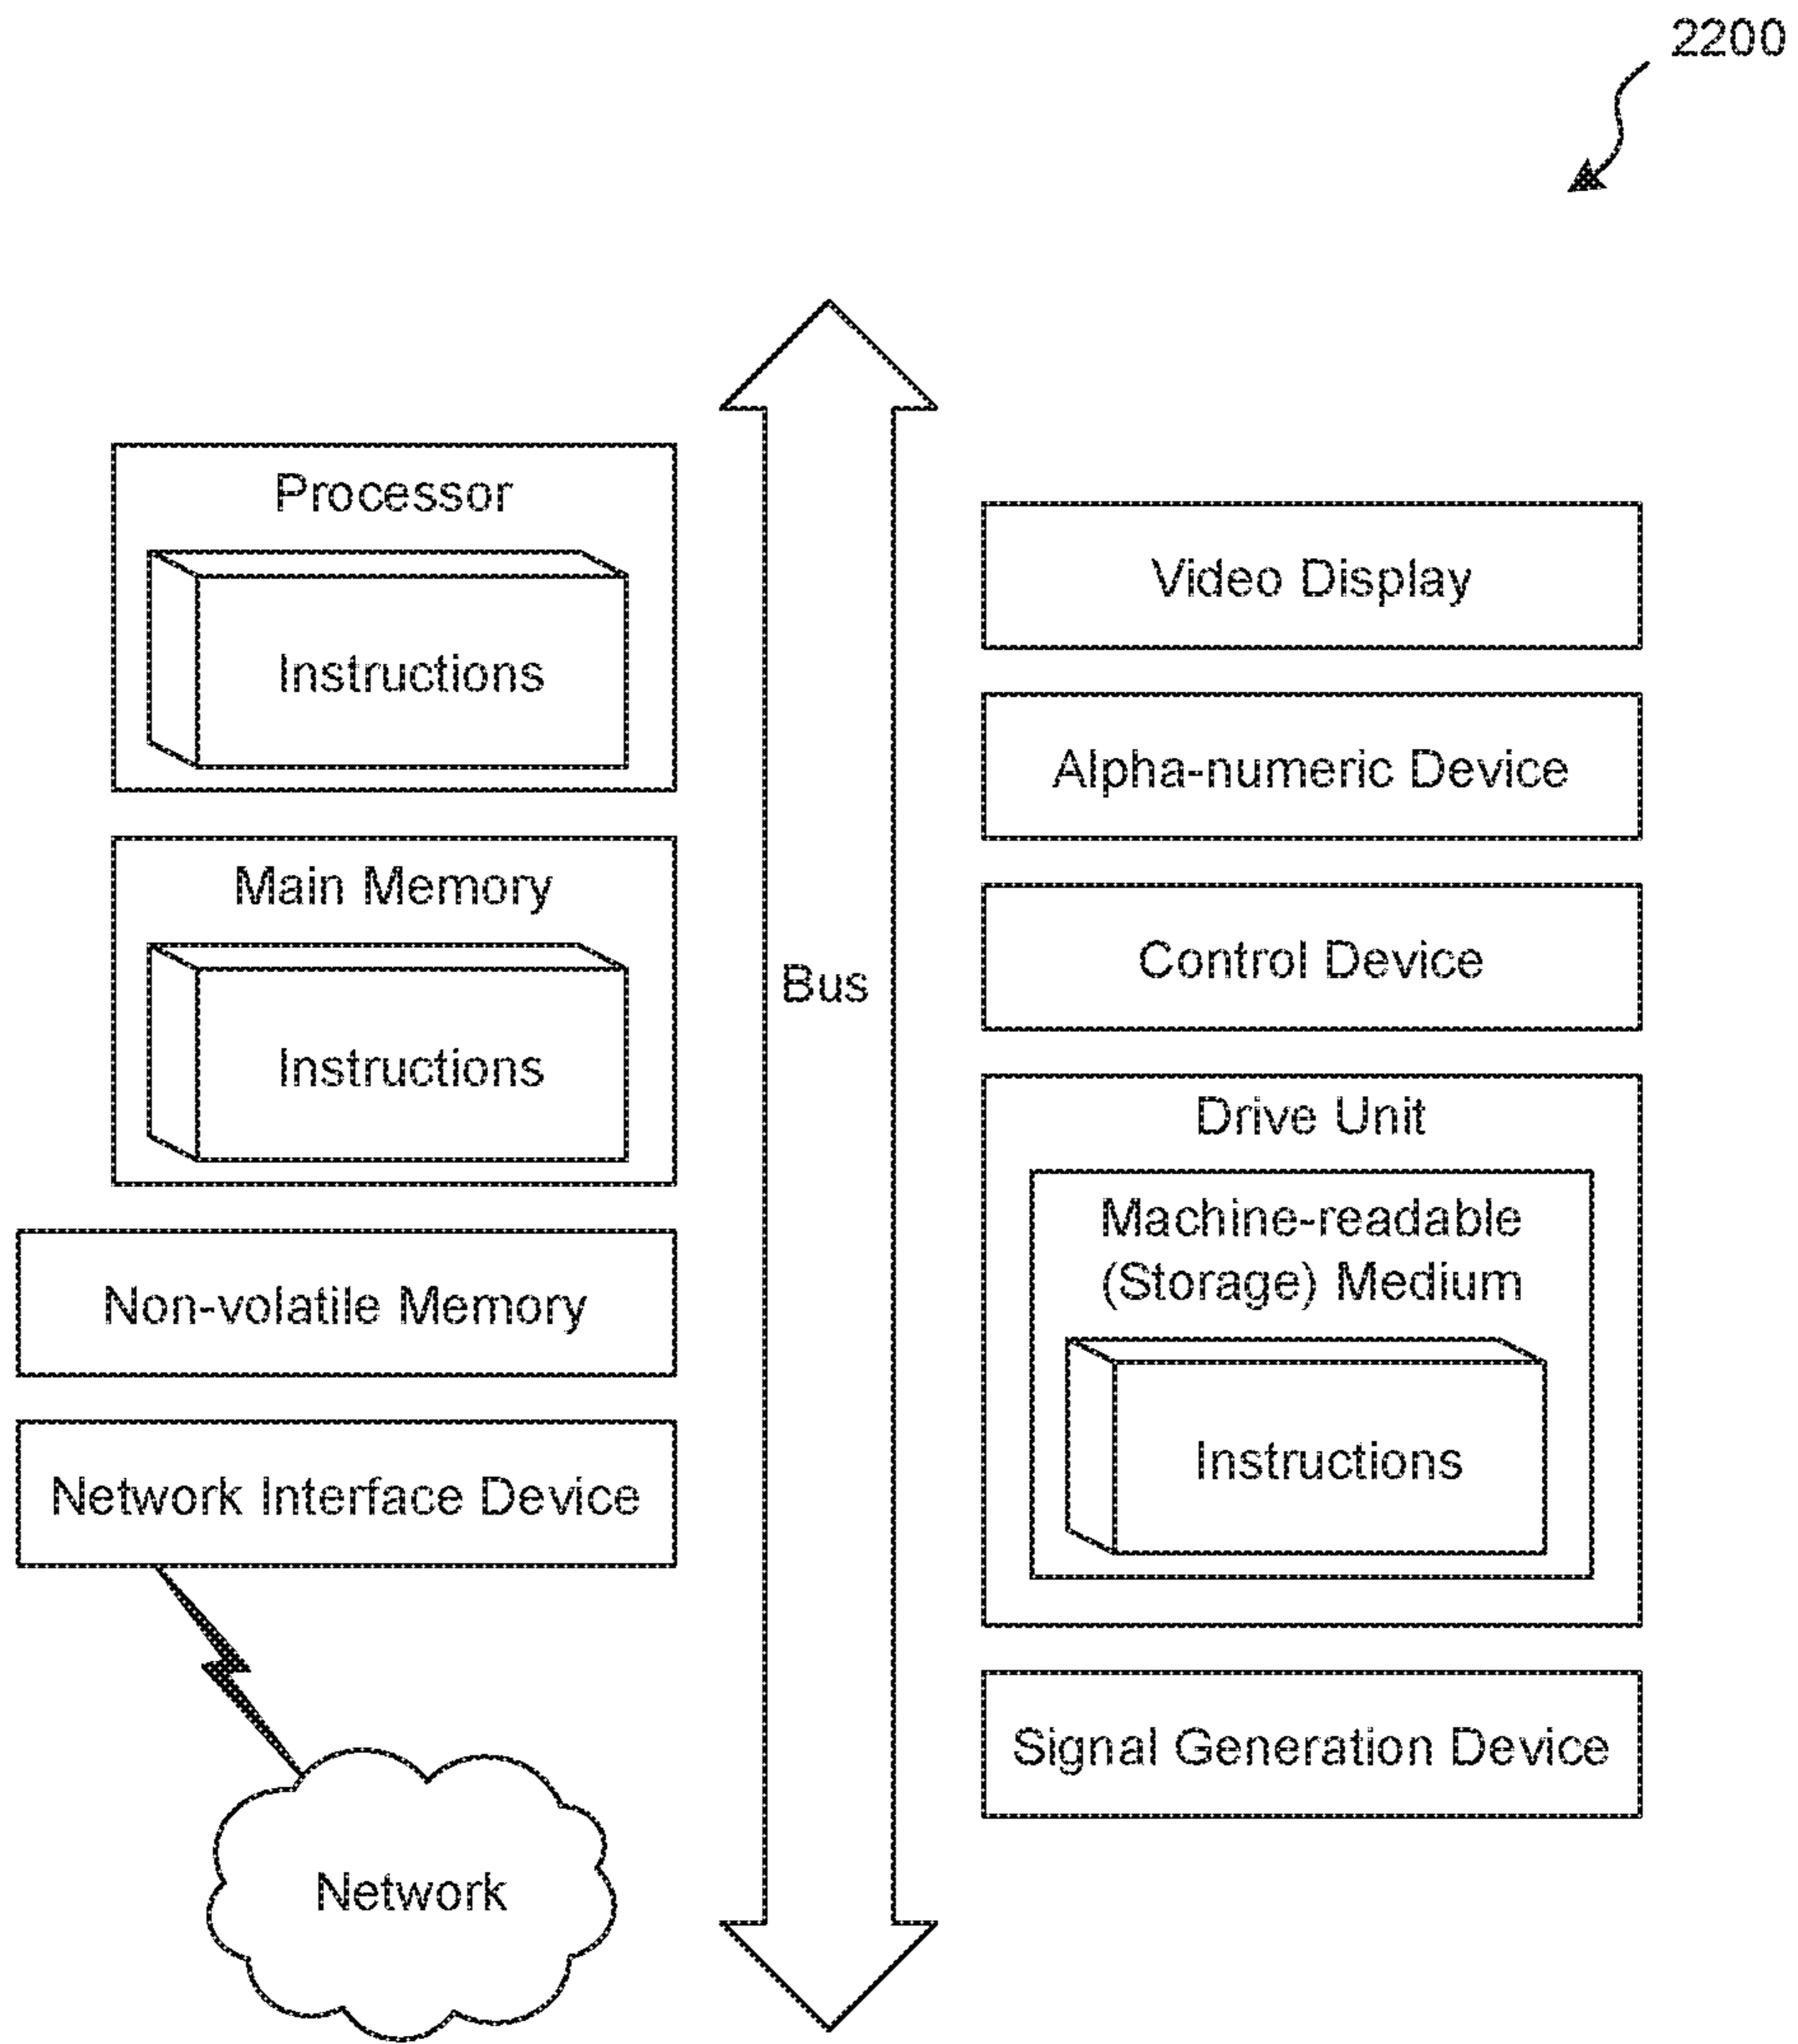 2200
Processor
Instructions
Main Memory
Instructions
Non-volatile Memory
Network Interface Device
Network
Bus
Video Display
Alpha-numeric Device
Control Device
Drive Unit
Machine-readable
(Storage) Medium
Instructions
Signal Generation Device